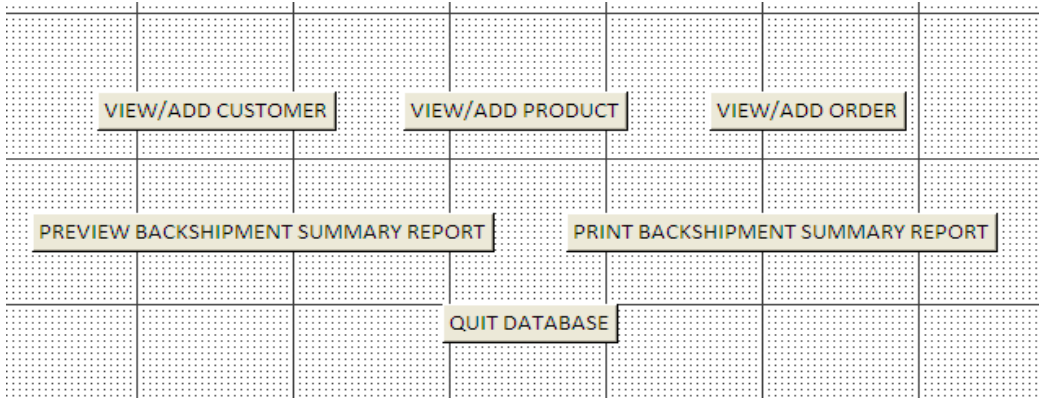 VIEW/ADD CUSTOMER VIEW/ADD PRODUCT VIEW/ADD ORDER
PREVIEW BACKSHIPMENT SUMMARY REPORT PRINT BACKSHIPMENT SUMMARY REPORT
QUIT DATABASE